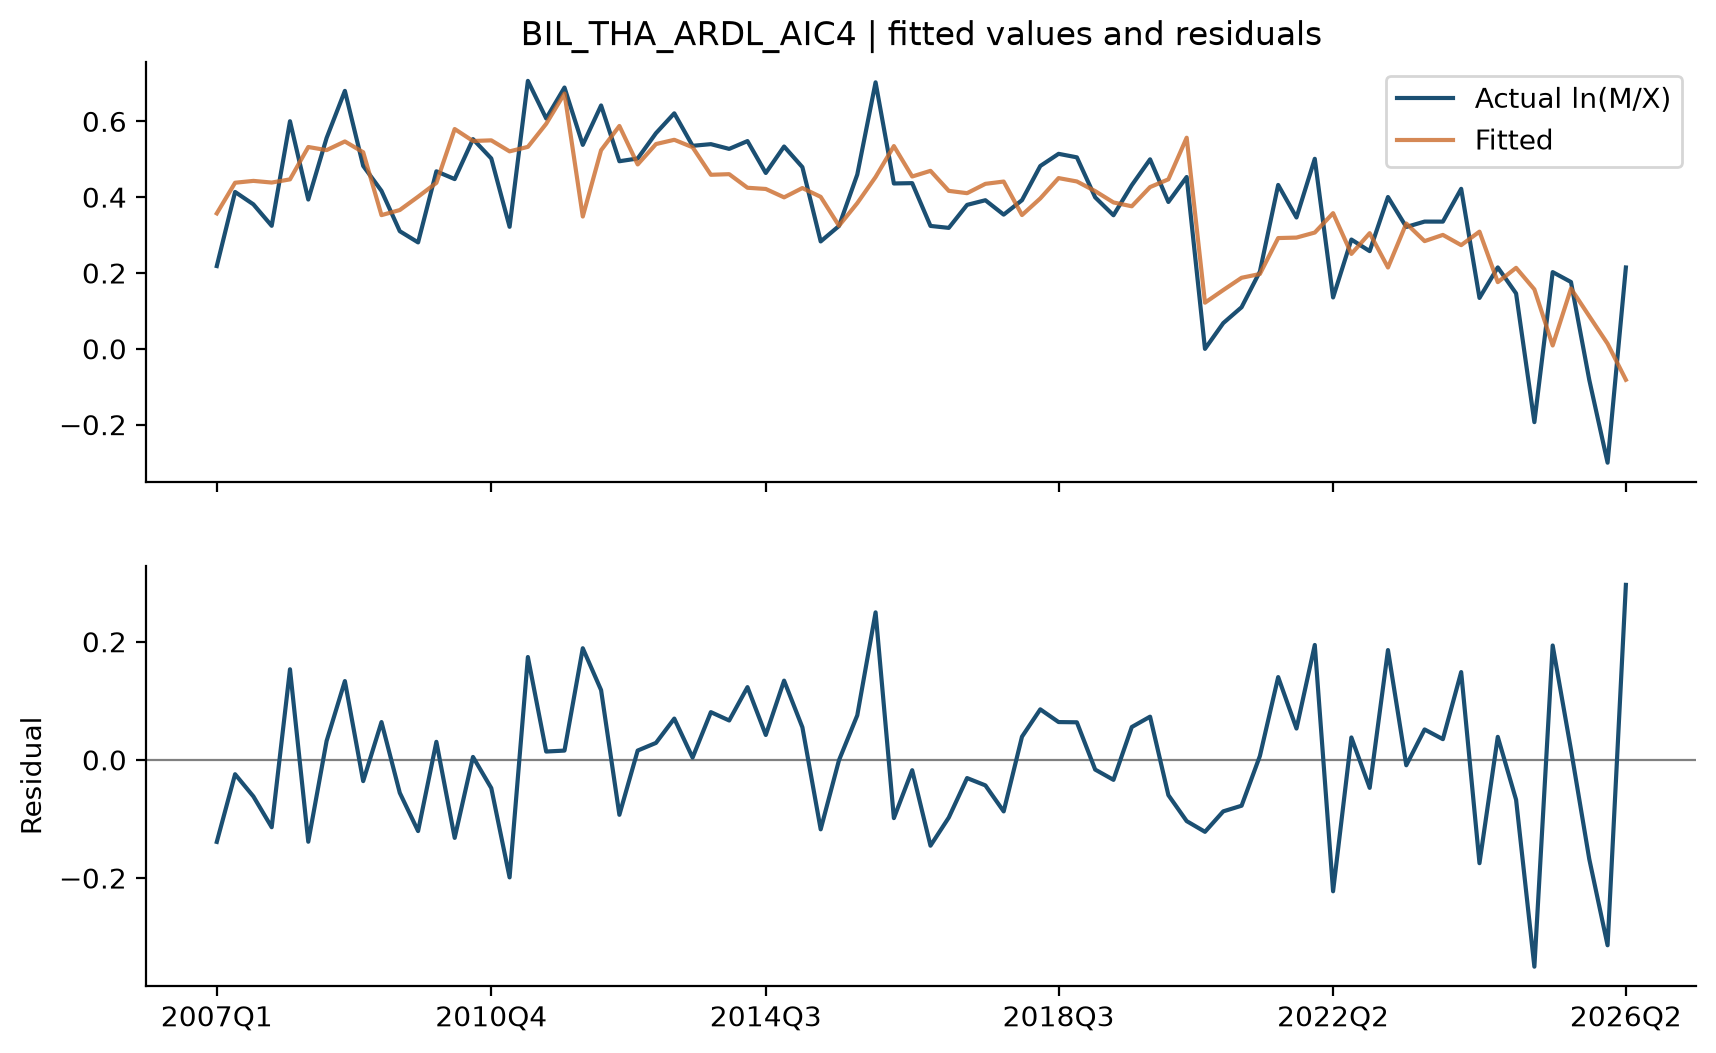 BIL_THA_ARDL_AIC4 | fitted values and residuals
Actual ln(M/X)
Fitted
0.6
0.4
0.2
0.0
−0.2
Residual
0.2
0.0
−0.2
2007Q1 2010Q4 2014Q3 2018Q3 2022Q2 2026Q2